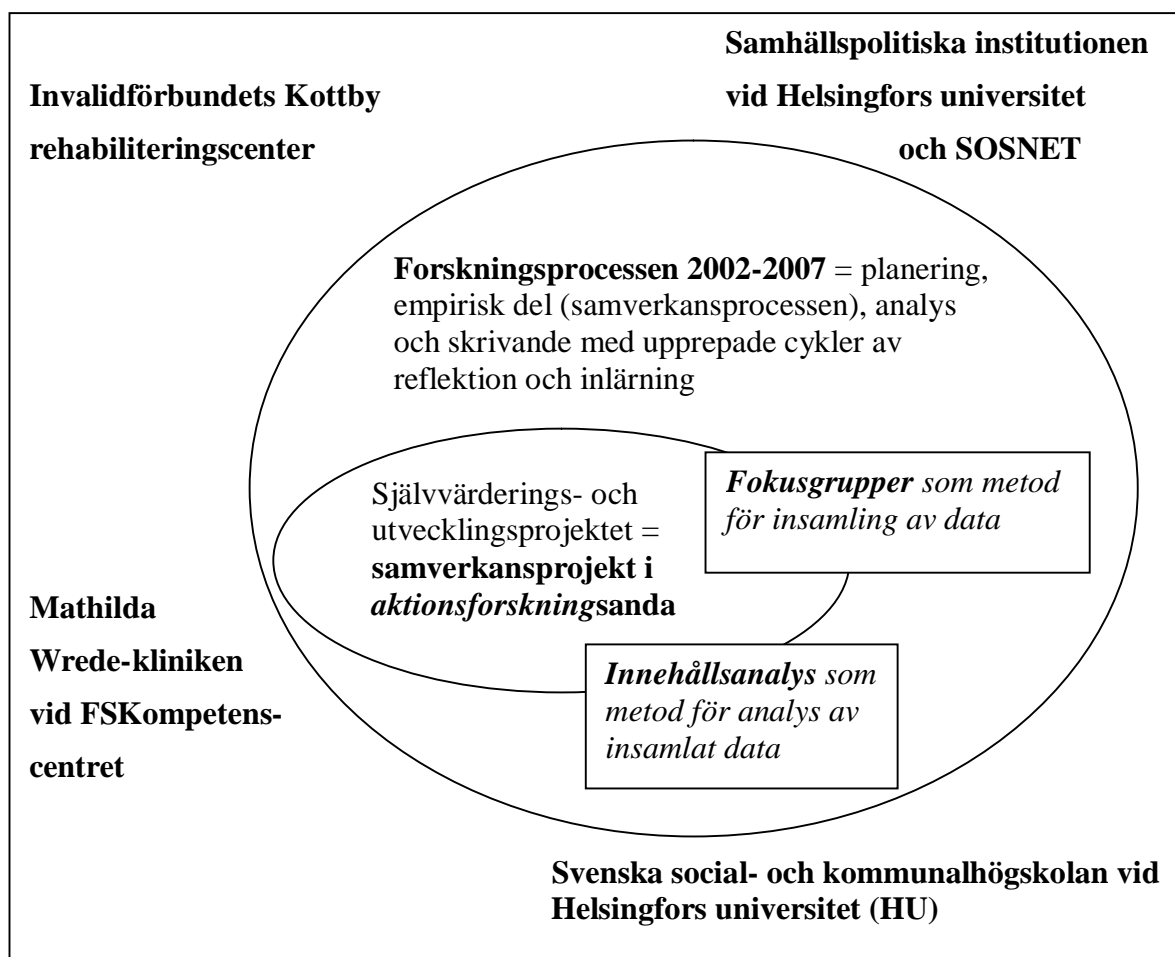 Samhällspolitiska institutionen
vid Helsingfors universitet
och SOSNET
Invalidförbundets Kottby
rehabiliteringscenter
Forskningsprocessen 2002-2007 = planering,
empirisk del (samverkansprocessen), analys
och skrivande med upprepade cykler av
reflektion och inlärning
Självvärderings- och
utvecklingsprojektet =
samverkansprojekt i
aktionsforskningsanda
Fokusgrupper som metod
för insamling av data
Innehållsanalys som
metod för analys av
insamlat data
Mathilda
Wrede-kliniken
vid FSKompetens-
centret
Svenska social- och kommunalhögskolan vid
Helsingfors universitet (HU)